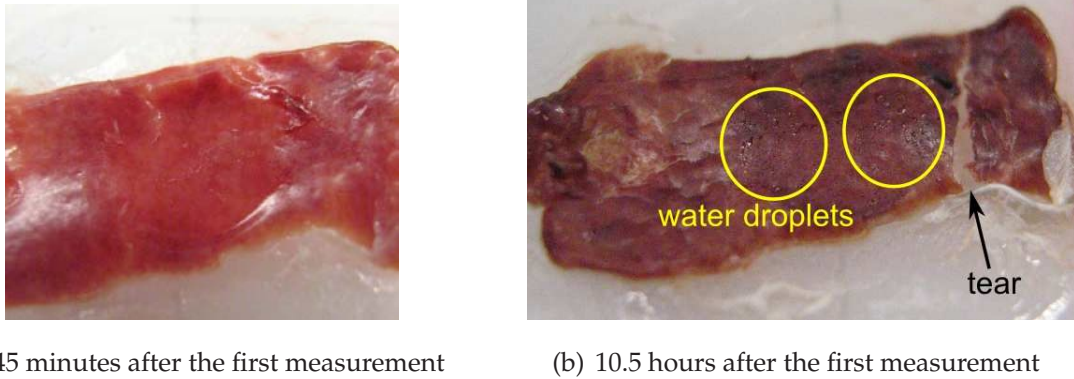 water droplets
tear
45 minutes after the first measurement
(b) 10.5 hours after the first measurement